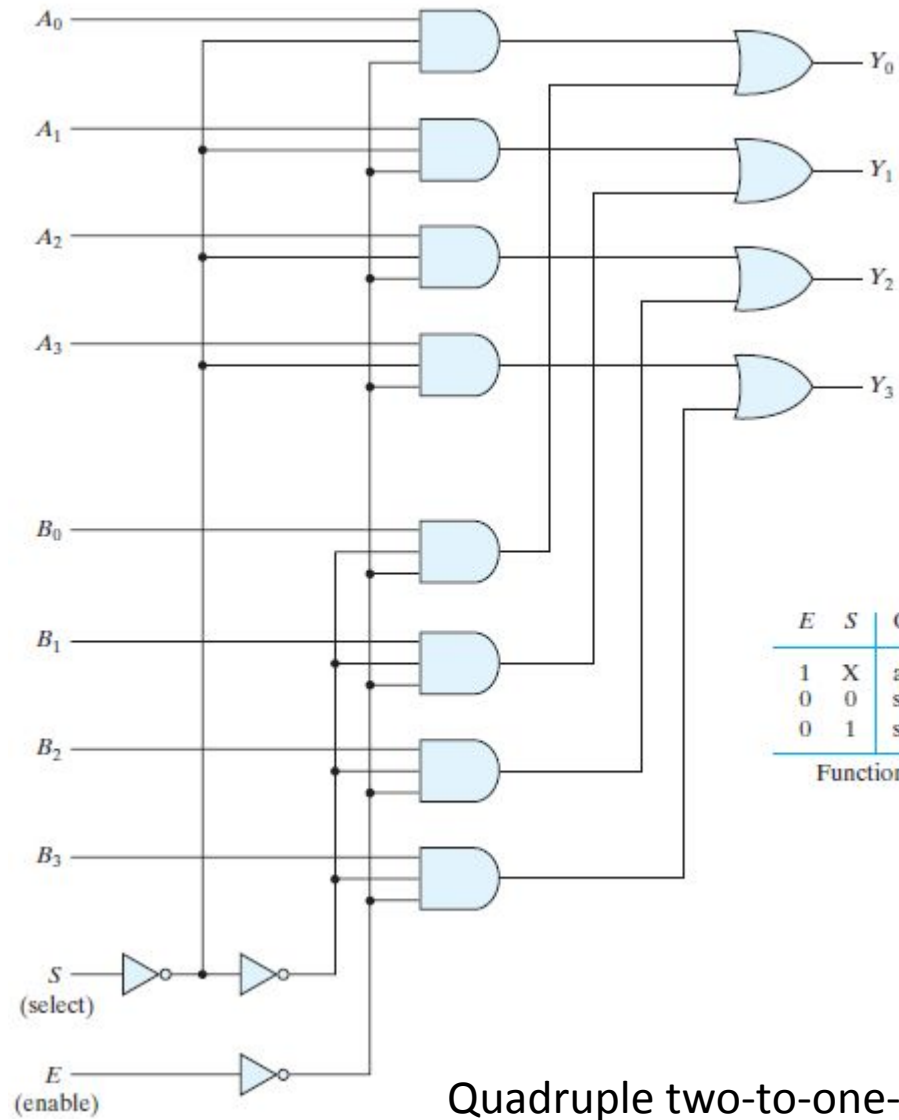 A₀
Y₀
A₁
Y₁
A₂
Y₂
A₃
Y₃
B₀
B₁
E S
1 X
0 0
0 1
Function
B₂
B₃
S
(select)
E
(enable)
Quadruple two-to-one-